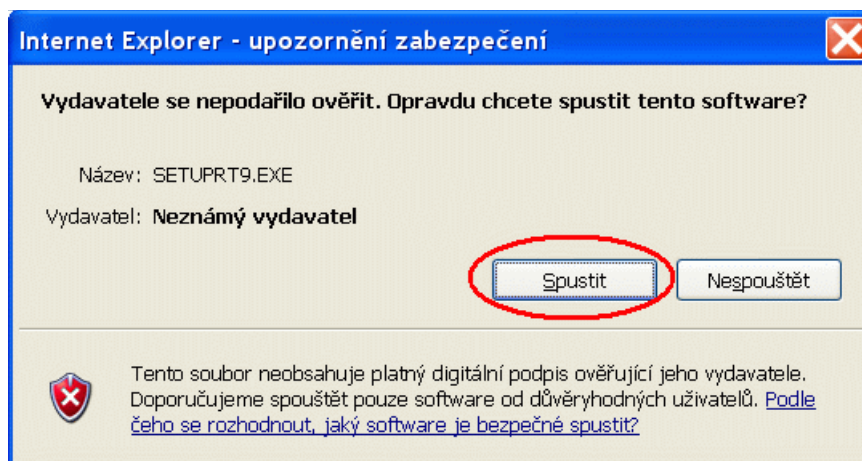 Internet Explorer - upozornění zabezpečení
Vydavatele se nepodařilo ověřit. Opravdu chcete spustit tento software?
Název: SETUPRT9.EXE
Vydavatel: Neznámý vydavatel
Spustit
Nespouštět
Tento soubor neobsahuje platný digitální podpis ověřující jeho vydavatele.
Doporučujeme spouštět pouze software od důvěryhodných uživatelů. Podle
čeho se rozhodnout, jaký software je bezpečné spustit?